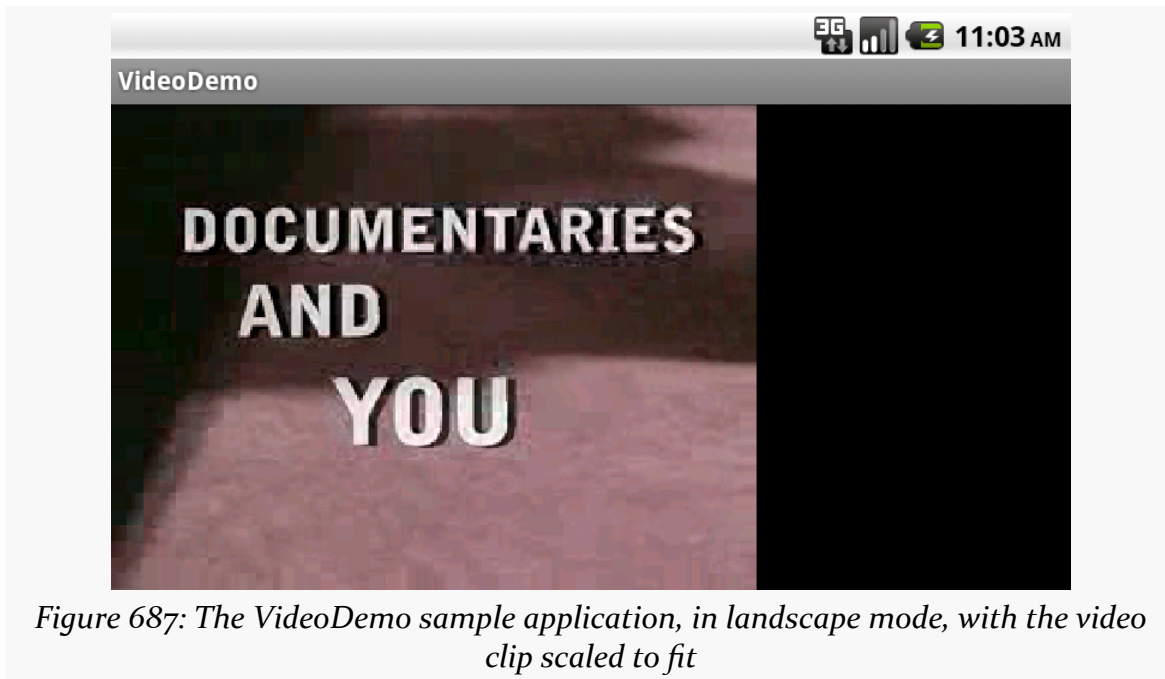 3G
11:03 AM
VideoDemo
DOCUMENTARIES
AND
YOU
Figure 687: The VideoDemo sample application, in landscape mode, with the video
clip scaled to fit